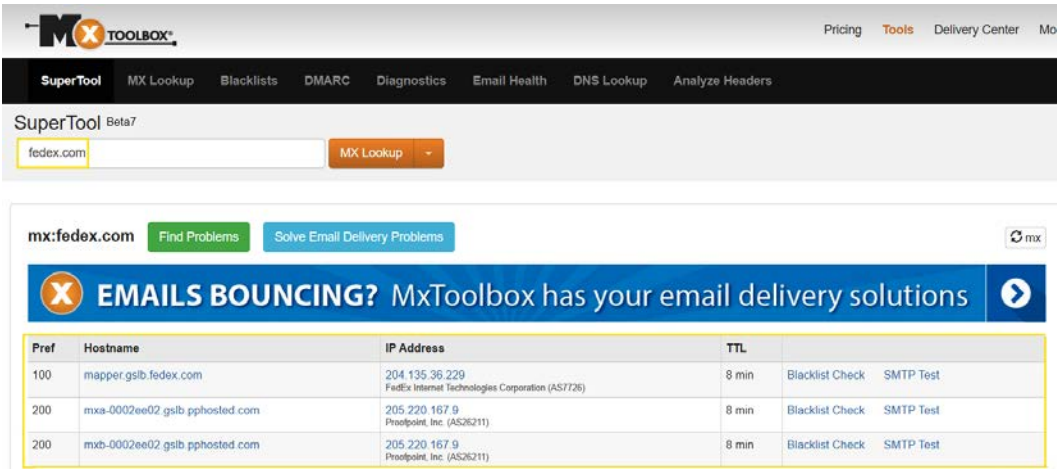 MX TOOLBOX®
Pricing Tools Delivery Center Mo
SuperTool MX Lookup Blacklists DMARC Diagnostics Email Health DNS Lookup Analyze Headers
SuperTool Beta7
fedex.com MX Lookup
mx:fedex.com Find Problems Solve Email Delivery Problems mx
X EMAILS BOUNCING? MxToolbox has your email delivery solutions
Pref Hostname IP Address TTL
100 mapper.gslb.fedex.com 204.135.36.229 8 min Blacklist Check SMTP Test
FedEx Internet Technologies Corporation (AS7726)
200 mxa-0002ee02.gslb.pphosted.com 205.220.167.9 8 min Blacklist Check SMTP Test
Proofpoint, Inc. (AS26211)
200 mxb-0002ee02.gslb.pphosted.com 205.220.167.9 8 min Blacklist Check SMTP Test
Proofpoint, Inc. (AS26211)